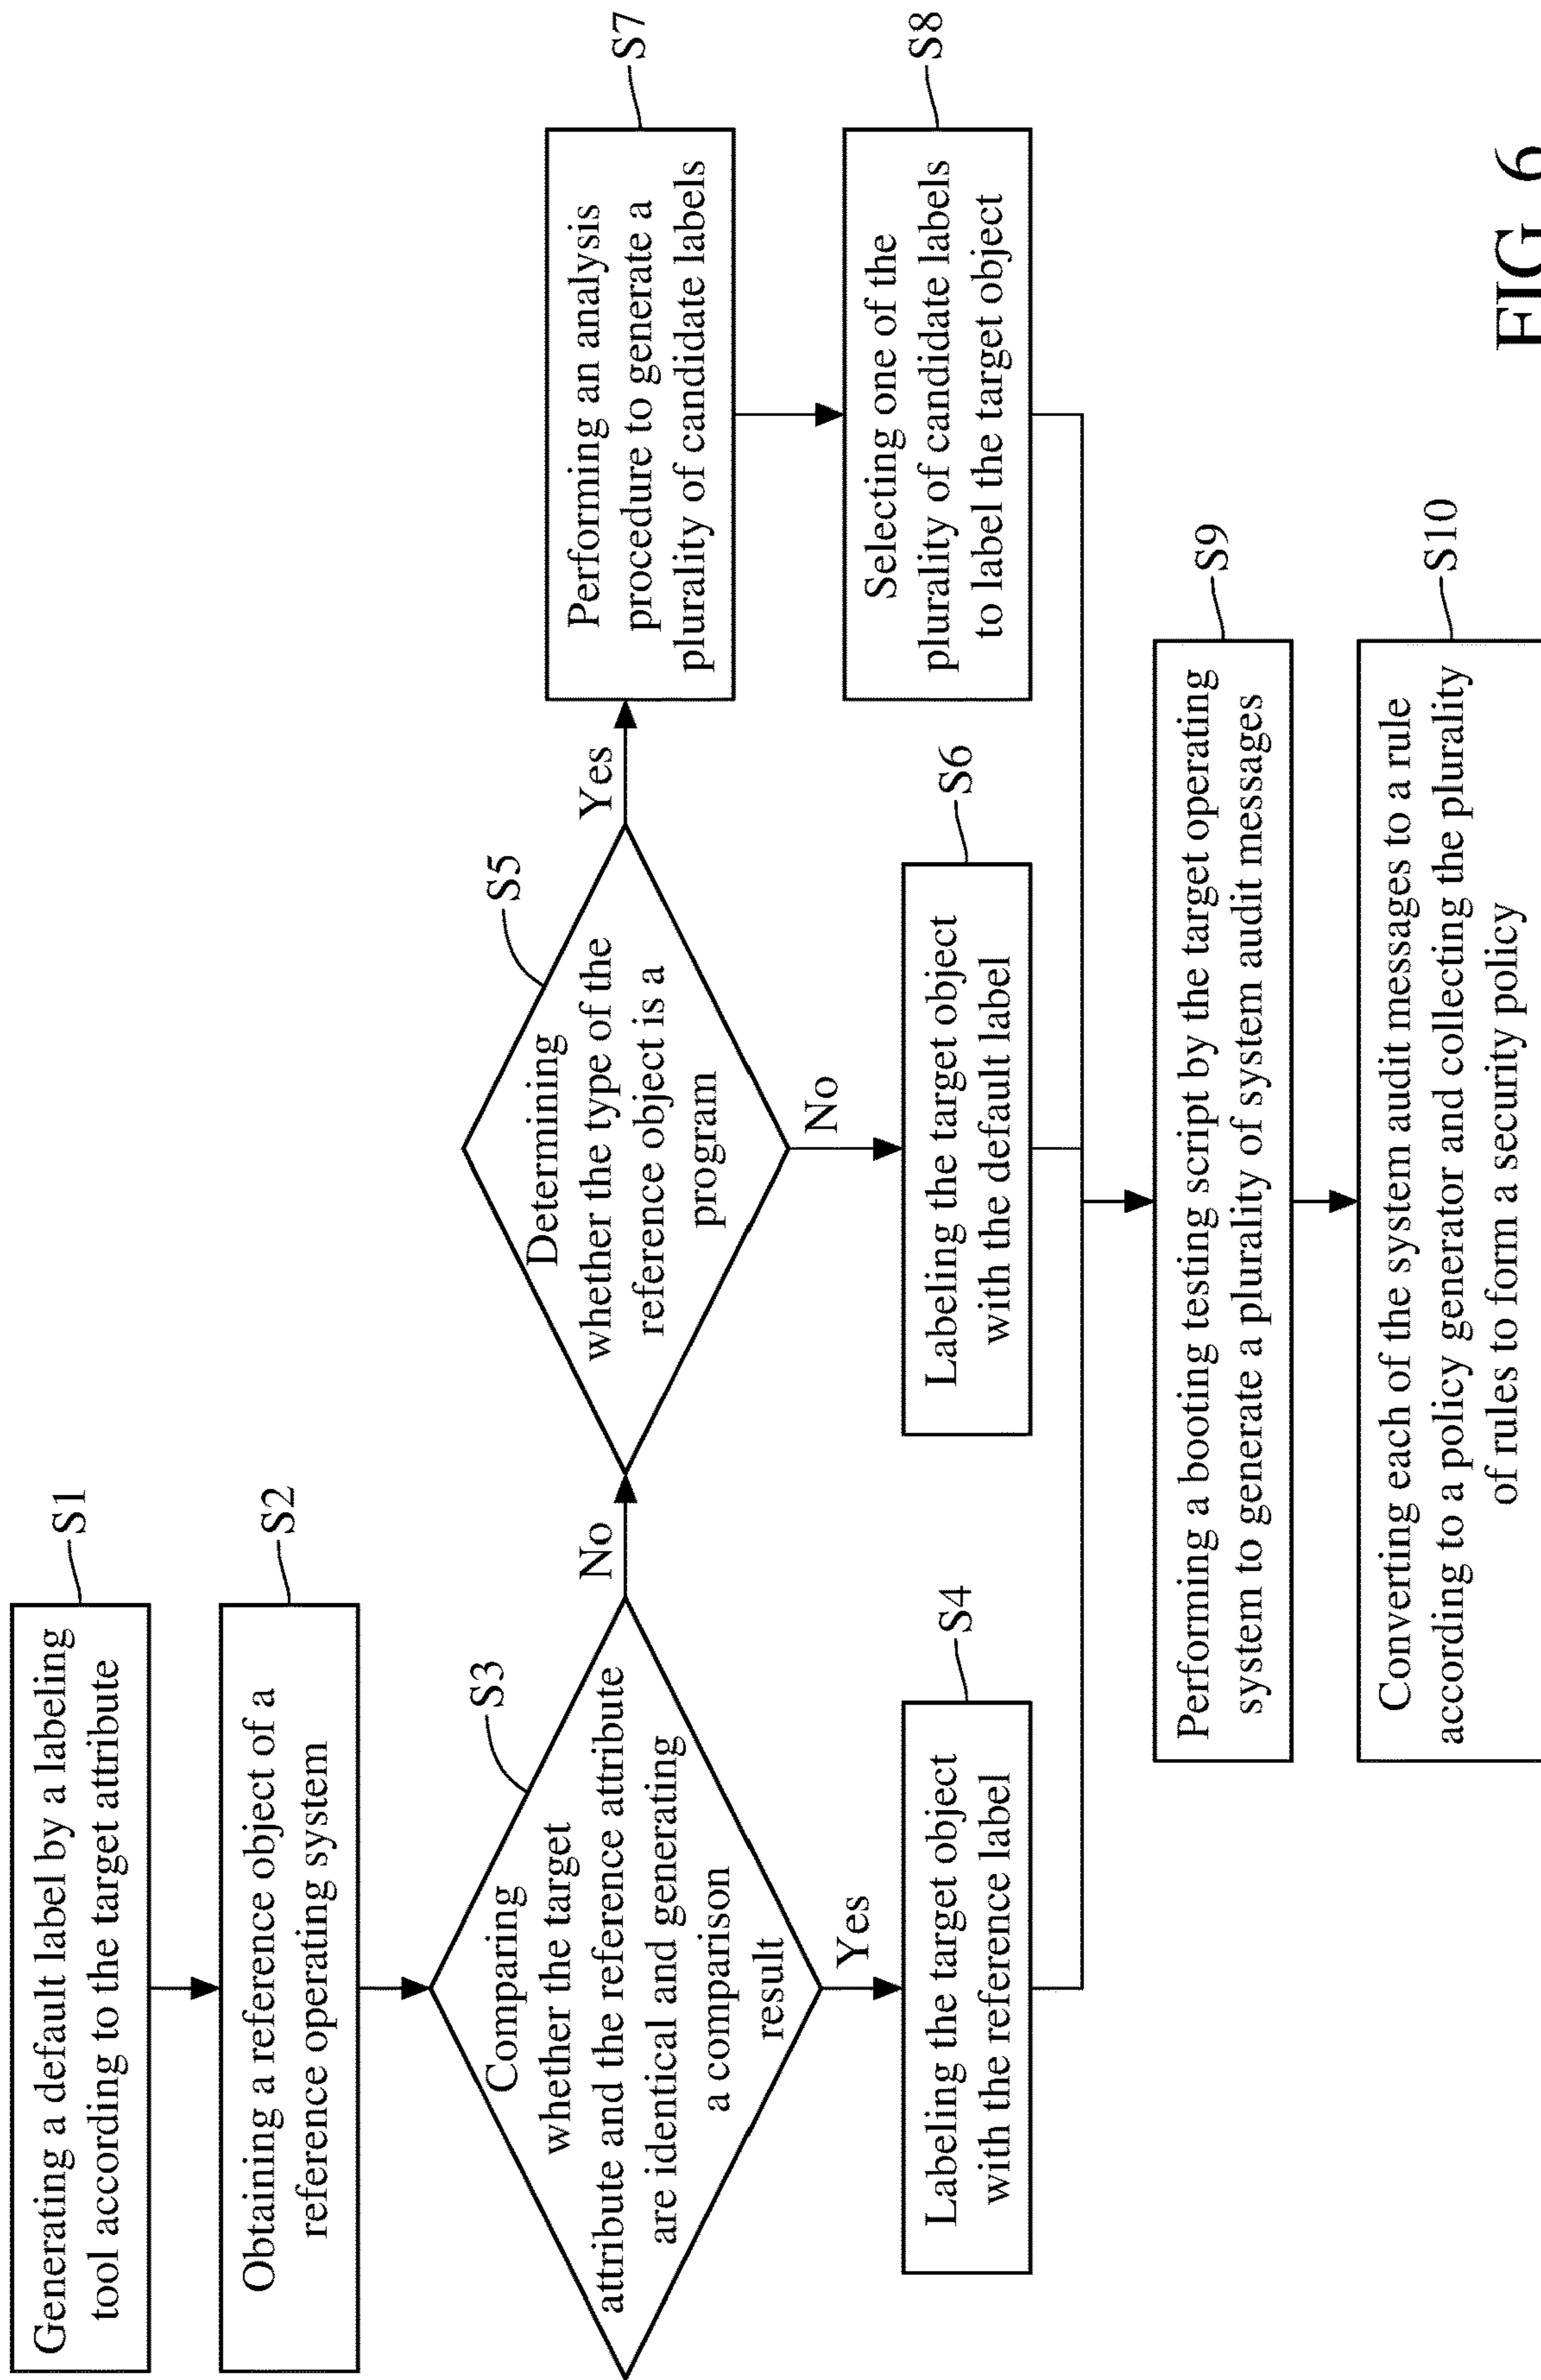 Generating a default label by a labeling
tool according to the target attribute
S1
Obtaining a reference object of a
reference operating system
S2
Comparing
whether the target
attribute and the reference attribute
are identical and generating
a comparison
result
S3
No
Yes
Labeling the target object
with the reference label
S4
Determining
whether the type of the
reference object is a
program
S5
Yes
No
Labeling the target object
with the default label
S6
Performing an analysis
procedure to generate a
plurality of candidate labels
S7
Selecting one of the
plurality of candidate labels
to label the target object
S8
Performing a booting testing script by the target operating
system to generate a plurality of system audit messages
S9
Converting each of the system audit messages to a rule
according to a policy generator and collecting the plurality
of rules to form a security policy
S10
FIG. 6